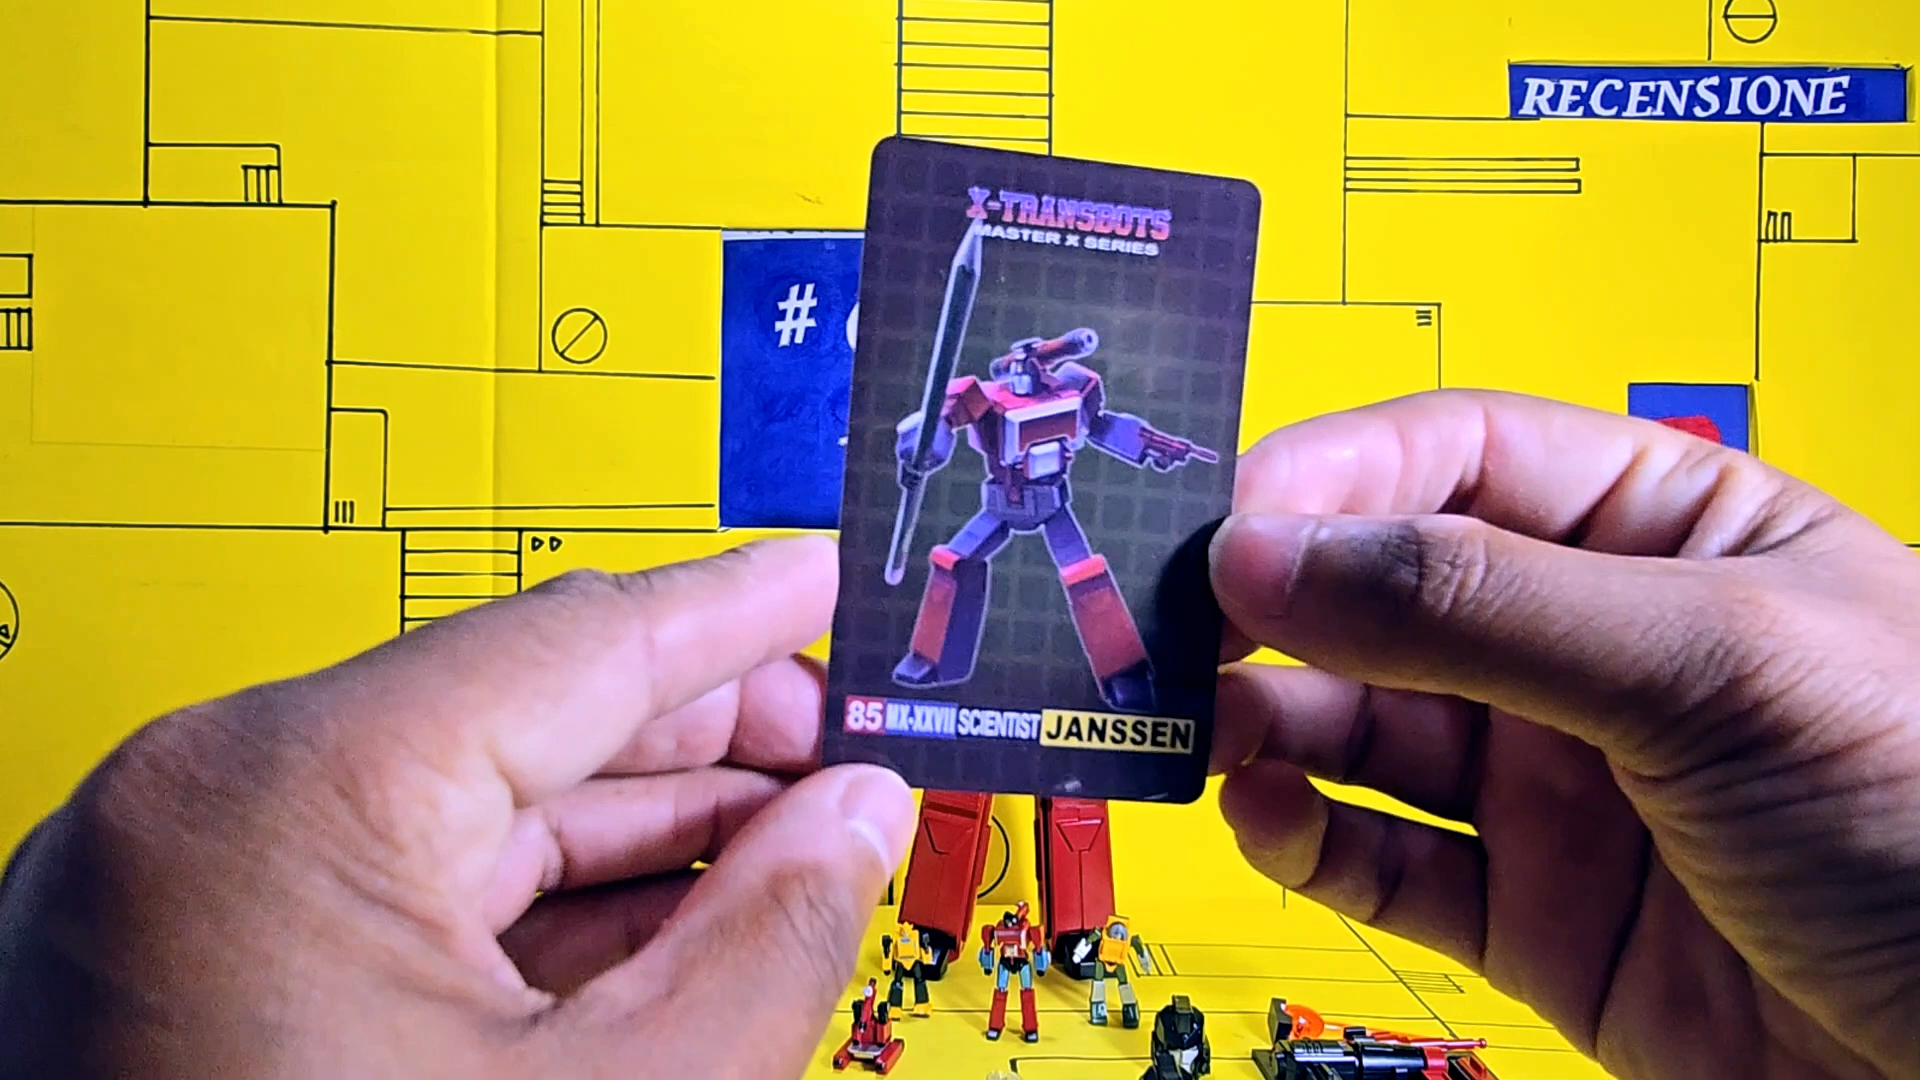 RECENSIONE
#
X-TRANSBOTS
MASTER X SERIES
85 MX-XXVII SCIENTIST JANSSEN